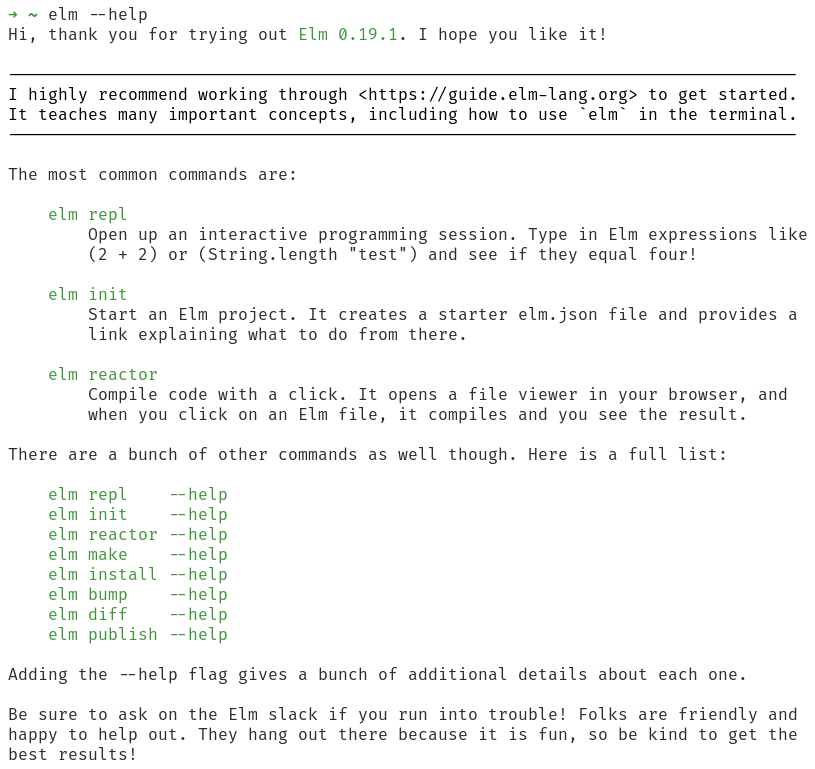 → ~ elm --help
Hi, thank you for trying out Elm 0.19.1. I hope you like it!
-------------------------------------------------------------------------------
I highly recommend working through <https://guide.elm-lang.org> to get started.
It teaches many important concepts, including how to use `elm` in the terminal.
-------------------------------------------------------------------------------
The most common commands are:
elm repl
Open up an interactive programming session. Type in Elm expressions like
(2 + 2) or (String.length "test") and see if they equal four!
elm init
Start an Elm project. It creates a starter elm.json file and provides a
link explaining what to do from there.
elm reactor
Compile code with a click. It opens a file viewer in your browser, and
when you click on an Elm file, it compiles and you see the result.
There are a bunch of other commands as well though. Here is a full list:
elm repl    --help
elm init    --help
elm reactor --help
elm make    --help
elm install --help
elm bump    --help
elm diff    --help
elm publish --help
Adding the --help flag gives a bunch of additional details about each one.
Be sure to ask on the Elm slack if you run into trouble! Folks are friendly and
happy to help out. They hang out there because it is fun, so be kind to get the
best results!